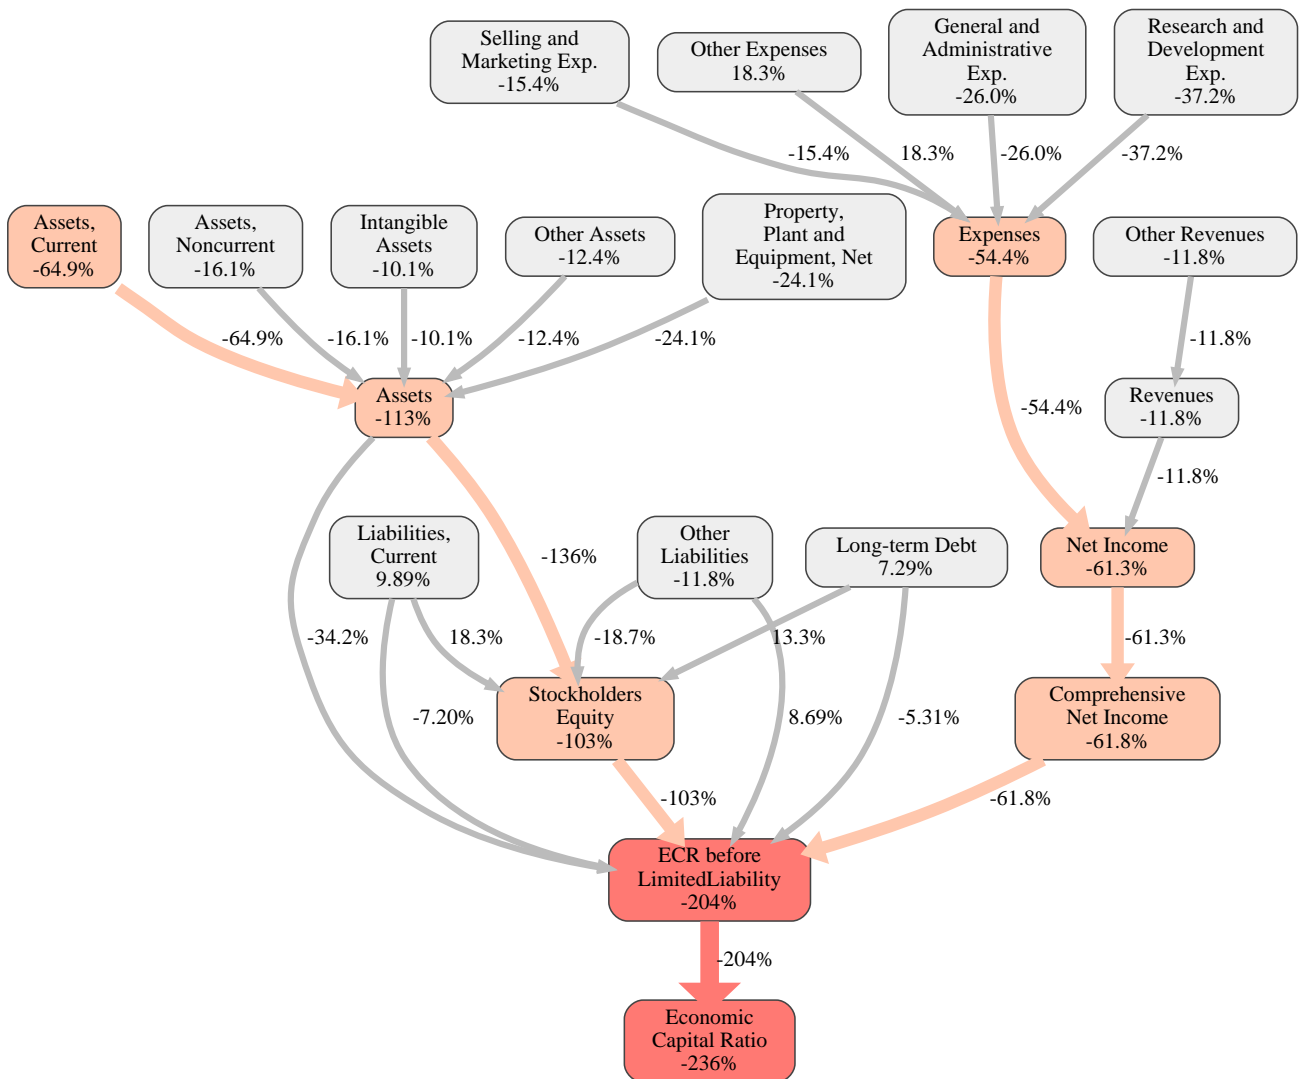 Selling and
Marketing Exp.
-15.4%
Other Expenses
18.3%
General and
Administrative
Exp.
-26.0%
Research and
Development
Exp.
-37.2%
-15.4%
18.3%
-26.0%
-37.2%
Assets,
Current
-64.9%
Assets,
Noncurrent
-16.1%
Intangible
Assets
-10.1%
Other Assets
-12.4%
Property,
Plant and
Equipment, Net
-24.1%
Expenses
-54.4%
Other Revenues
-11.8%
-64.9%
-16.1%
-10.1%
-12.4%
-24.1%
-11.8%
Assets
-113%
-54.4%
Revenues
-11.8%
-11.8%
Liabilities,
Current
9.89%
-136%
Other
Liabilities
-11.8%
Long-term Debt
7.29%
Net Income
-61.3%
-34.2%
18.3%
-18.7%
13.3%
-61.3%
-7.20%
Stockholders
Equity
-103%
8.69%
-5.31%
Comprehensive
Net Income
-61.8%
-103%
-61.8%
ECR before
LimitedLiability
-204%
-204%
Economic
Capital Ratio
-236%